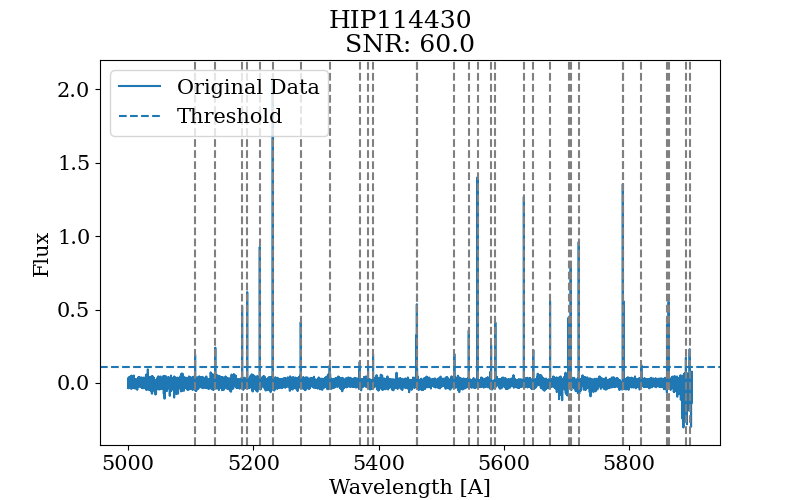 HIP114430
SNR: 60.0
Original Data
Threshold
Flux
2.0
1.5
1.0
0.5
0.0
5000 5200 5400 5600 5800
Wavelength [A]